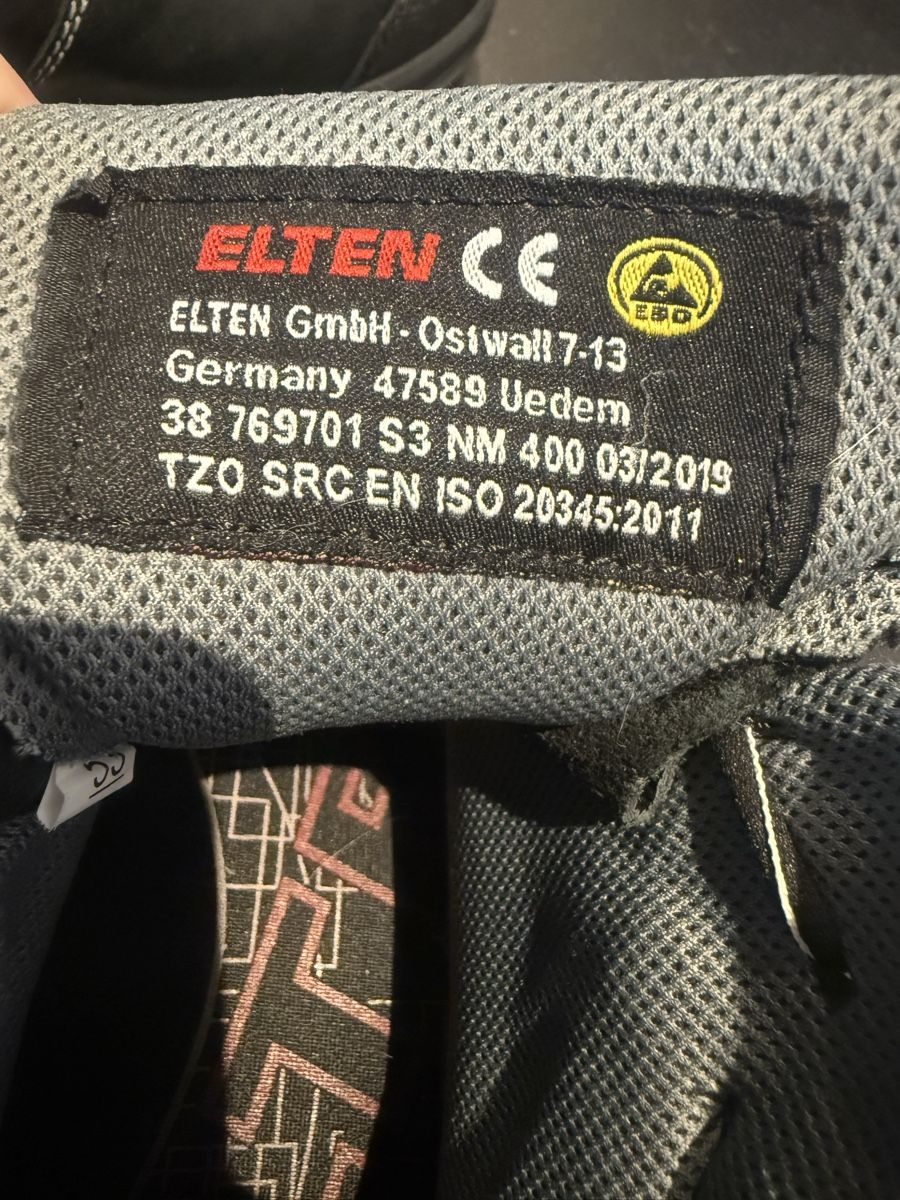 ELTEN CE ESD
ELTEN GmbH - Ostwall 7-13
Germany 47589 Uedem
38 769701 S3 NM 400 03/2019
TZO SRC EN ISO 20345:2011